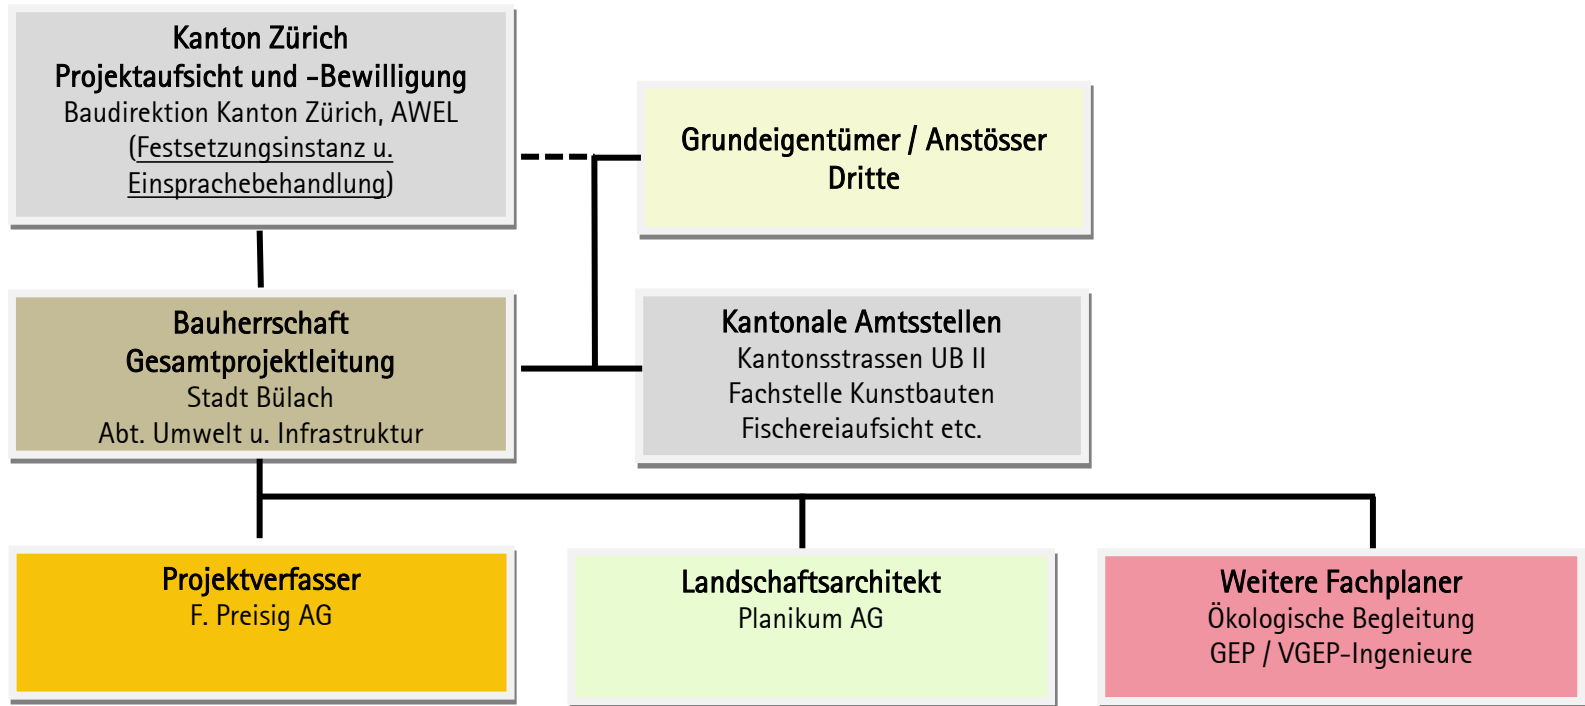 Kanton Zürich
Projektaufsicht und -Bewilligung
Baudirektion Kanton Zürich, AWEL
(Festsetzungsinstanz u.
Einsprachebehandlung)
Grundeigentümer / Anstösser
Dritte
Bauherrschaft
Gesamtprojektleitung
Stadt Bülach
Abt. Umwelt u. Infrastruktur
Kantonale Amtsstellen
Kantonsstrassen UB II
Fachstelle Kunstbauten
Fischereiaufsicht etc.
Projektverfasser
F. Preisig AG
Landschaftsarchitekt
Planikum AG
Weitere Fachplaner
Ökologische Begleitung
GEP / VGEP-Ingenieure